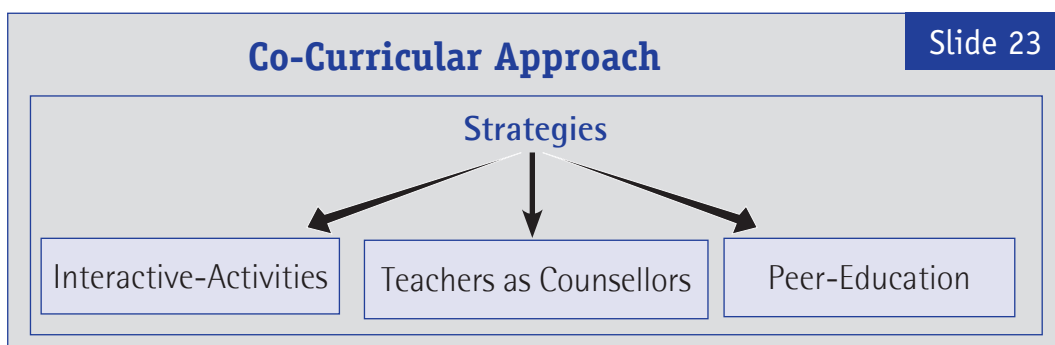 Slide 23
Co-Curricular Approach
Strategies
Interactive-Activities
Teachers as Counsellors
Peer-Education